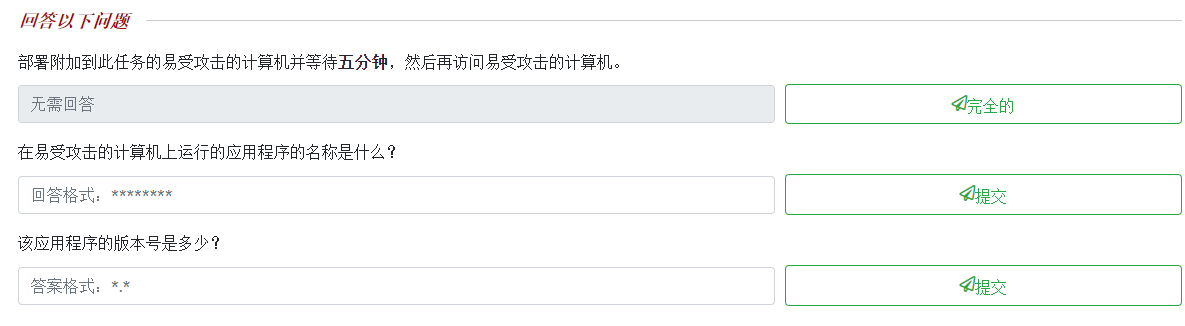 回答以下问题
部署附加到此任务的易受攻击的计算机并等待五分钟，然后再访问易受攻击的计算机。
无需回答
完全的
在易受攻击的计算机上运行的应用程序的名称是什么？
回答格式：********
提交
该应用程序的版本号是多少？
答案格式：*.*
提交